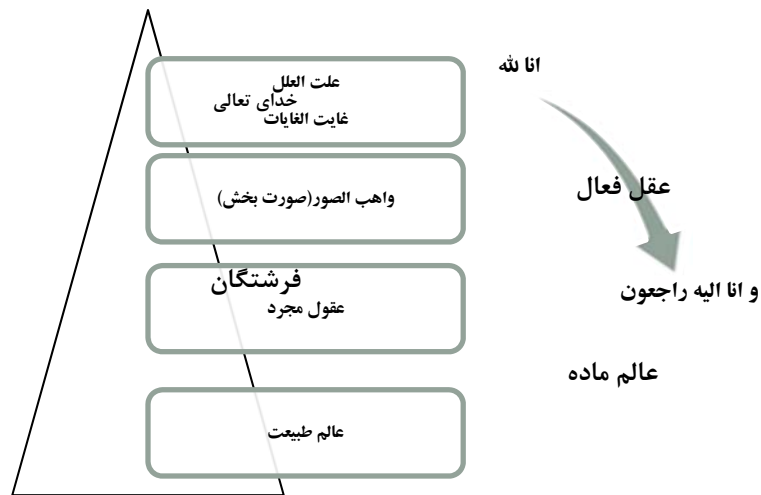 انا لله
علت العلل
خدای تعالی
غایت الغایات
عقل فعال
واهب الصور(صورت بخش)
فرشتگان
و انا الیه راجعون
عقول مجرد
عالم ماده
عالم طبیعت